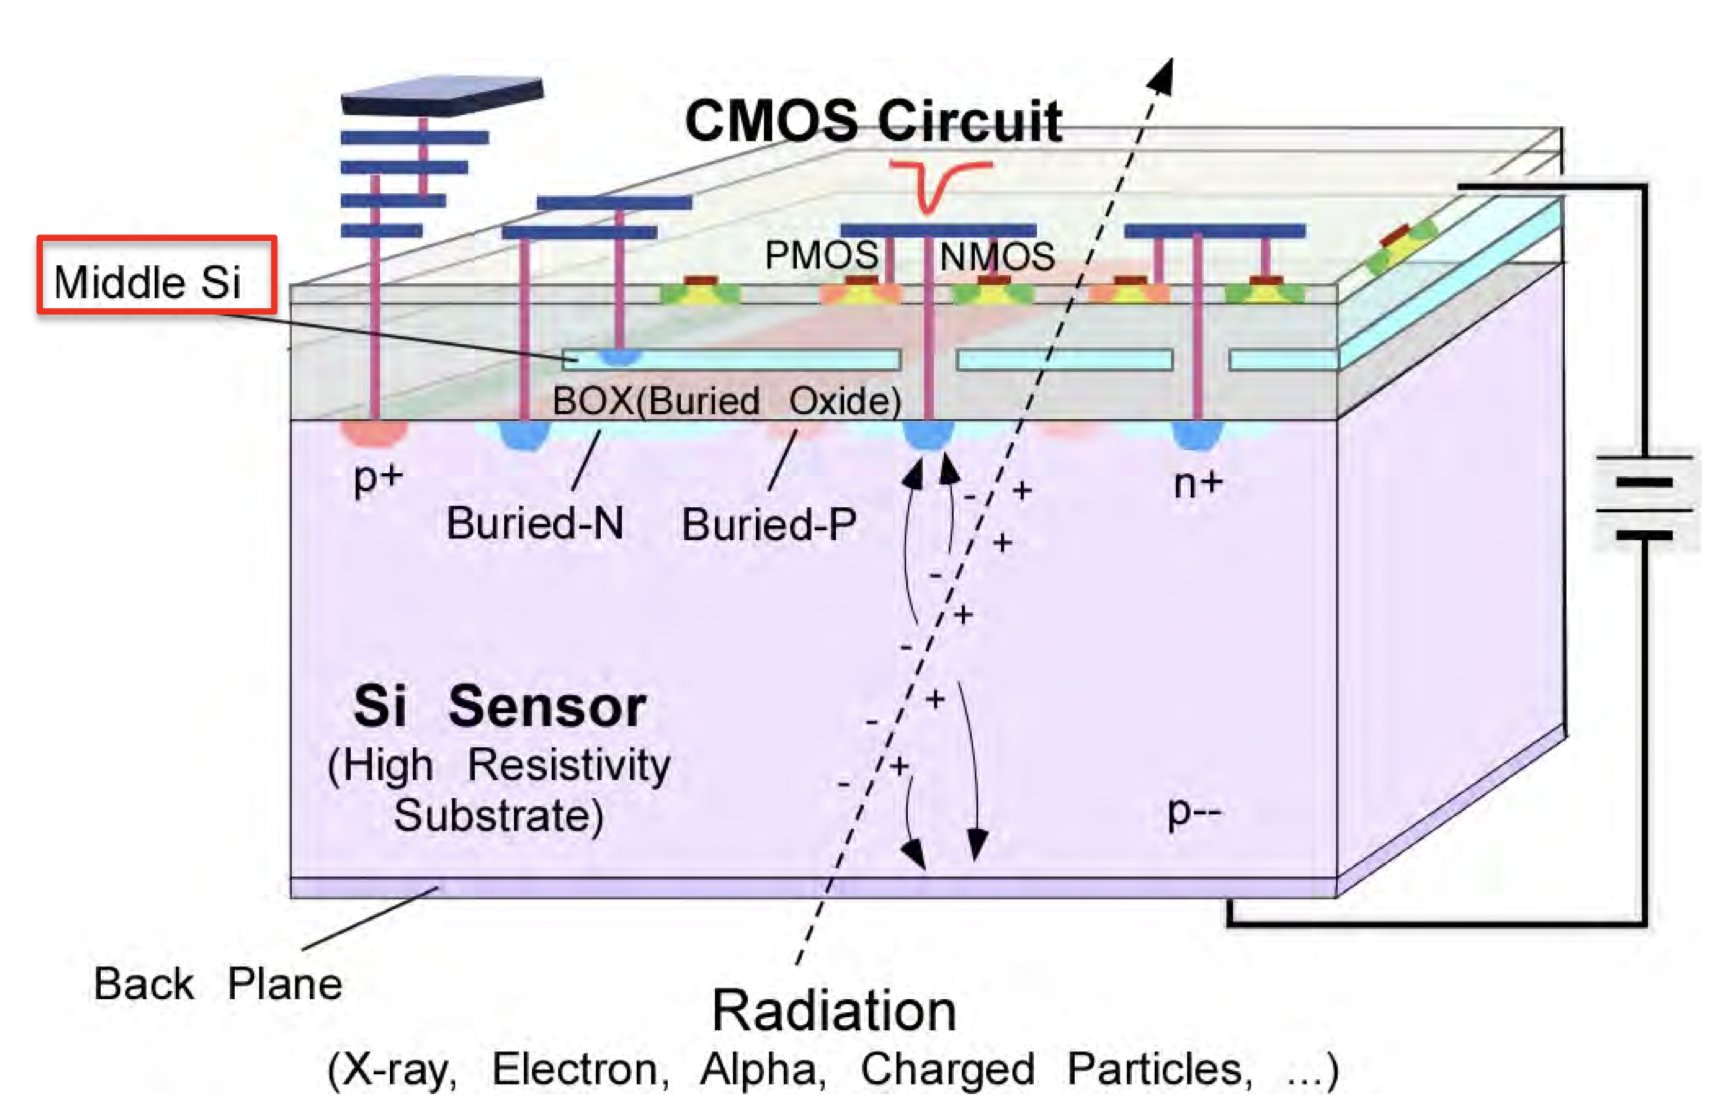 CMOS Circuit
PMOS
NMOS
Middle Si
BOX(Buried Oxide)
p+
n+
Buried-N
Buried-P
- +
+
-
+
-
+
-
+
-
Si Sensor
(High Resistivity
Substrate)
p--
Back Plane
Radiation
(X-ray, Electron, Alpha, Charged Particles, ...)